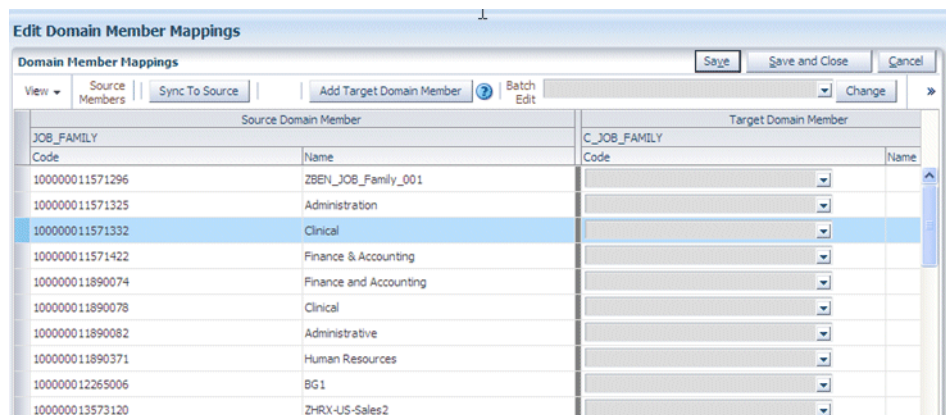 Edit Domain Member Mappings
Domain Member Mappings
Save
Save and Close
Cancel
View
Source Members
Sync To Source
Add Target Domain Member
?
Batch Edit
Change
»
Source Domain Member
Target Domain Member
JOB_FAMILY
C_JOB_FAMILY
Code Name Code Name
100000011571296 ZBEN_JOB_Family_001
100000011571325 Administration
100000011571332 Clinical
100000011571422 Finance & Accounting
100000011890074 Finance and Accounting
100000011890078 Clinical
100000011890082 Administrative
100000011890371 Human Resources
100000012265006 BG1
100000013573120 ZHRX-US-Sales2